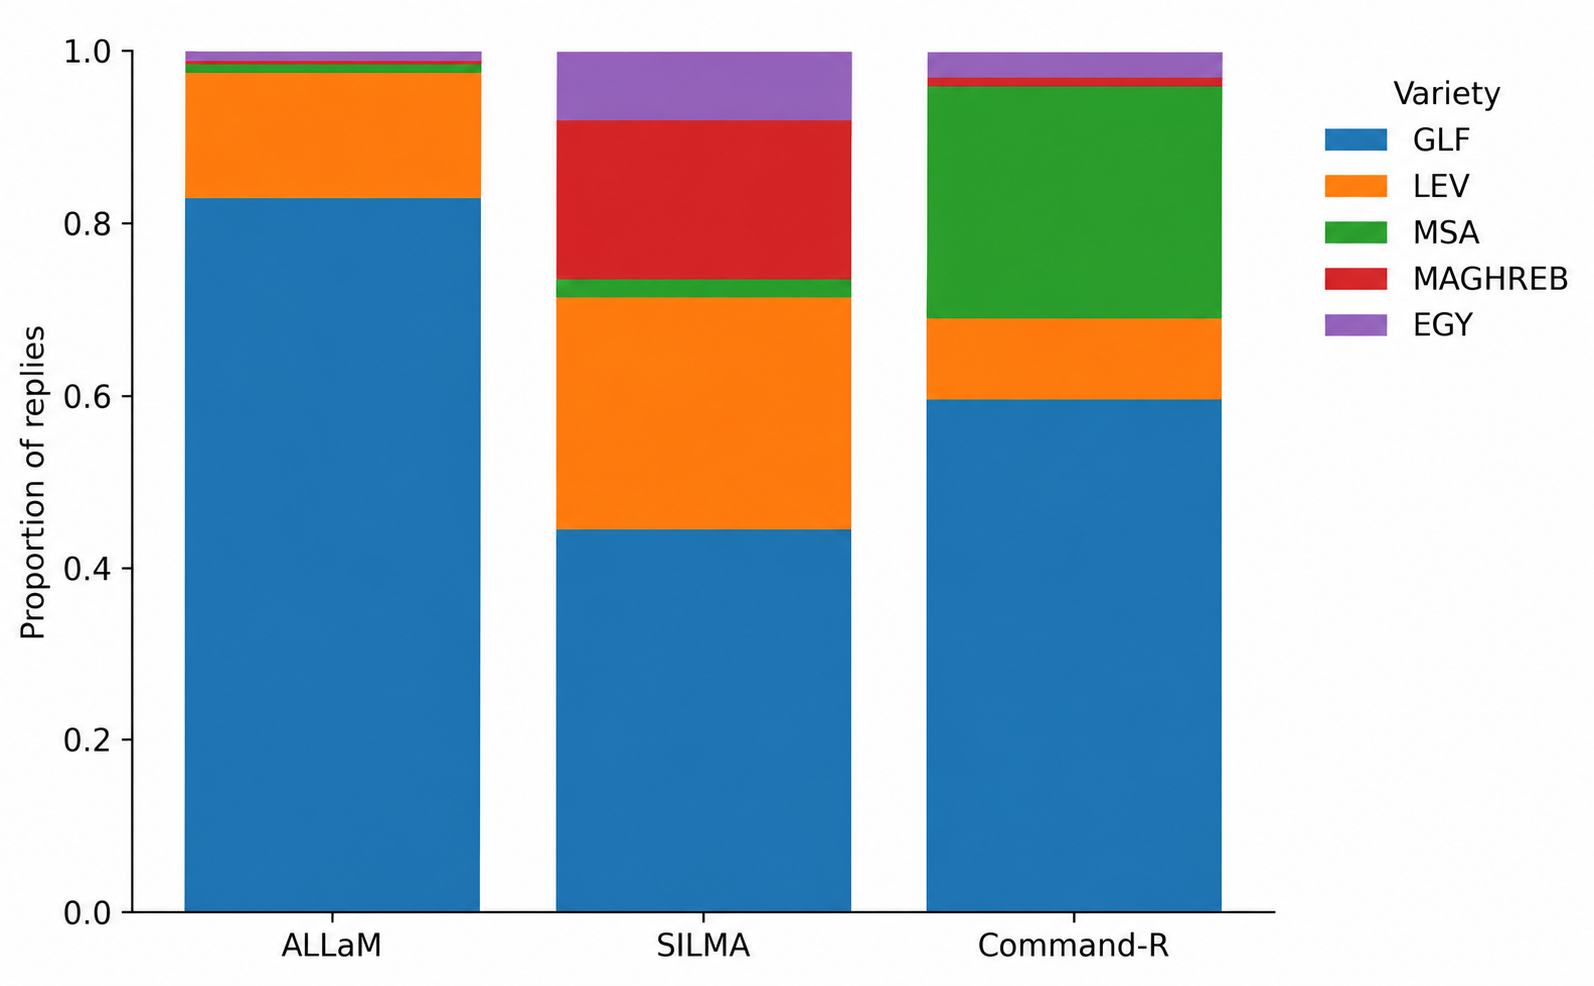 1.0
0.8
0.6
0.4
0.2
0.0
Proportion of replies
ALLaM
SILMA
Command-R
Variety
GLF
LEV
MSA
MAGHREB
EGY